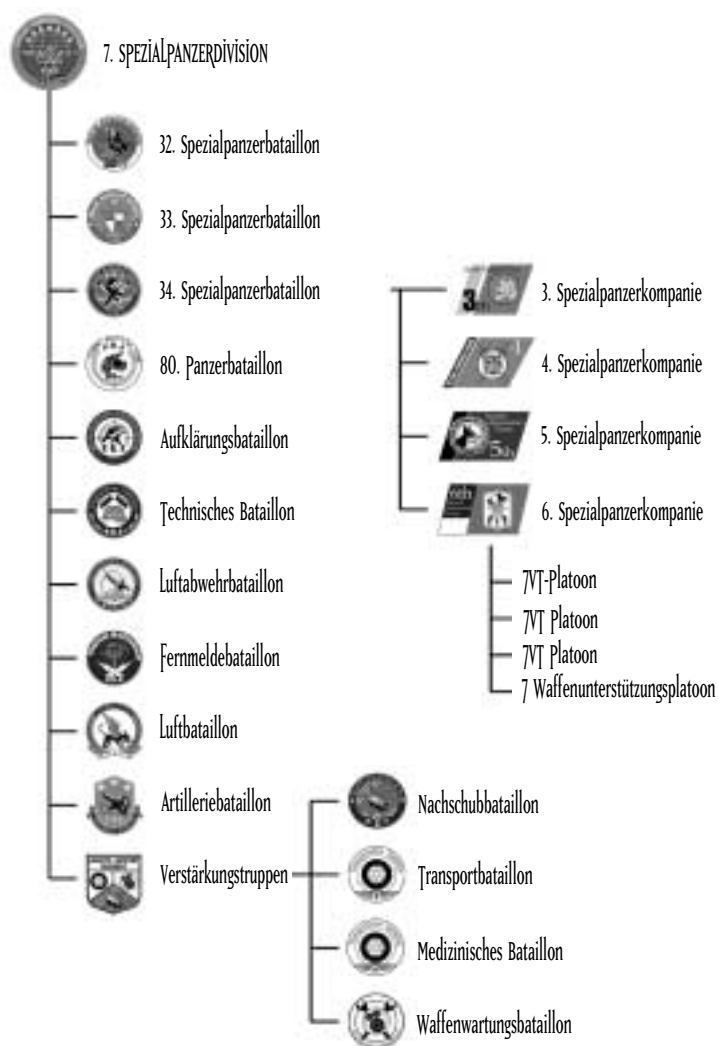 7. SPEZIALPANZERDIVISION
32. Spezialpanzerbataillon
33. Spezialpanzerbataillon
34. Spezialpanzerbataillon
80. Panzerbataillon
Aufklärungsbataillon
Technisches Bataillon
Luftabwehrbataillon
Fernmeldebataillon
Luftbataillon
Artilleriebataillon
Verstärkungstruppen
3. Spezialpanzerkompanie
4. Spezialpanzerkompanie
5th
5. Spezialpanzerkompanie
6th
6. Spezialpanzerkompanie
7VT-Platoon
7VT Platoon
7VT Platoon
7 Waffenunterstützungsplatoon
Nachschubbataillon
Transportbataillon
Medizinisches Bataillon
Waffenwartungsbataillon